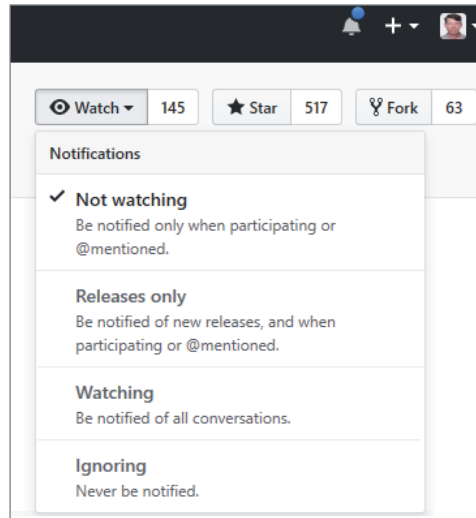 Watch 145 Star 517 Fork 63
Notifications
Not watching
Be notified only when participating or
@mentioned.
Releases only
Be notified of new releases, and when
participating or @mentioned.
Watching
Be notified of all conversations.
Ignoring
Never be notified.